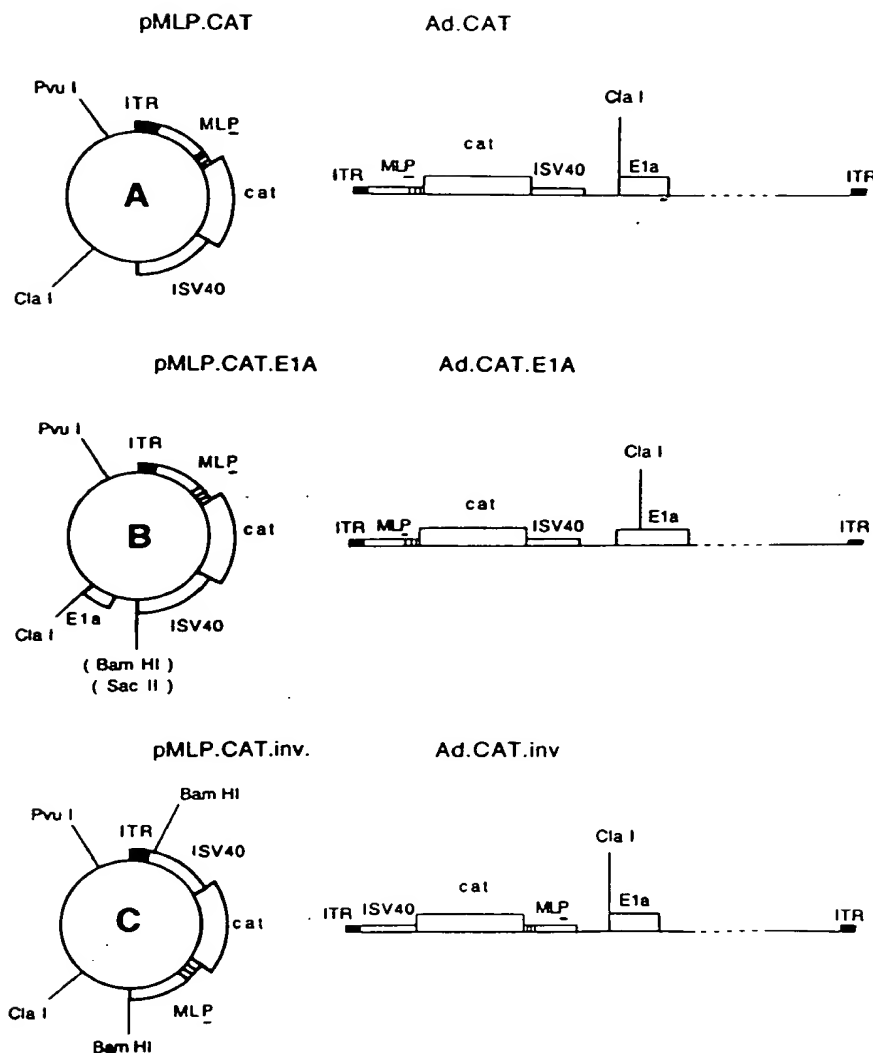 pMLP.CAT Ad.CAT
Pvu I ITR MLP Cla I
A cat ITR MLP cat ISV40 E1a ITR
Cla I ISV40
pMLP.CAT.E1A Ad.CAT.E1A
Pvu I ITR MLP Cla I
B cat ITR MLP cat ISV40 E1a ITR
Cla I E1a ISV40
( Bam HI )
( Sac II )
pMLP.CAT.inv. Ad.CAT.inv
Bam HI
Pvu I ITR ISV40 Cla I
C cat ITR ISV40 cat MLP E1a ITR
Cla I MLP
Bam HI